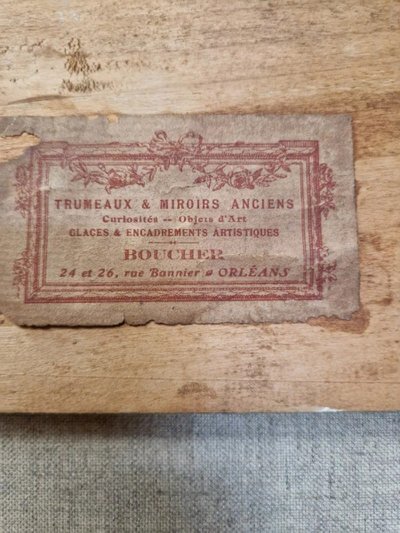 TRUMEAUX & MIROIRS ANCIENS
Curiosités -- Objets d'Art
GLACES & ENCADREMENTS ARTISTIQUES
BOUCHER
24 et 26, rue Bannier ORLÉANS